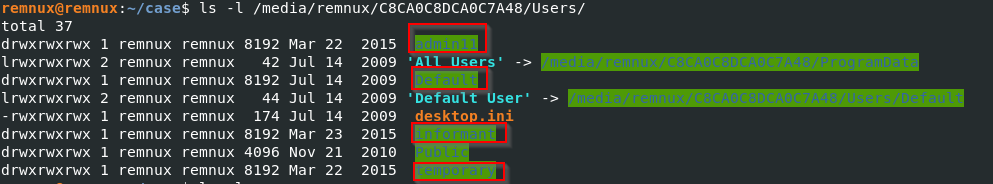 remnux@remnux:~/case$ ls -l /media/remnux/C8CA0C8DCA0C7A48/Users/
total 37
drwxrwxrwx 1 remnux remnux 8192 Mar 22  2015  admin11
lrwxrwxrwx 2 remnux remnux   42 Jul 14  2009 'All Users' -> /media/remnux/C8CA0C8DCA0C7A48/ProgramData
drwxrwxrwx 1 remnux remnux 8192 Jul 14  2009  Default
lrwxrwxrwx 2 remnux remnux   44 Jul 14  2009 'Default User' -> /media/remnux/C8CA0C8DCA0C7A48/Users/Default
-rwxrwxrwx 1 remnux remnux  174 Jul 14  2009  desktop.ini
drwxrwxrwx 1 remnux remnux 8192 Mar 23  2015  informant
drwxrwxrwx 1 remnux remnux 4096 Nov 21  2010  Public
drwxrwxrwx 1 remnux remnux 8192 Mar 22  2015  temporary